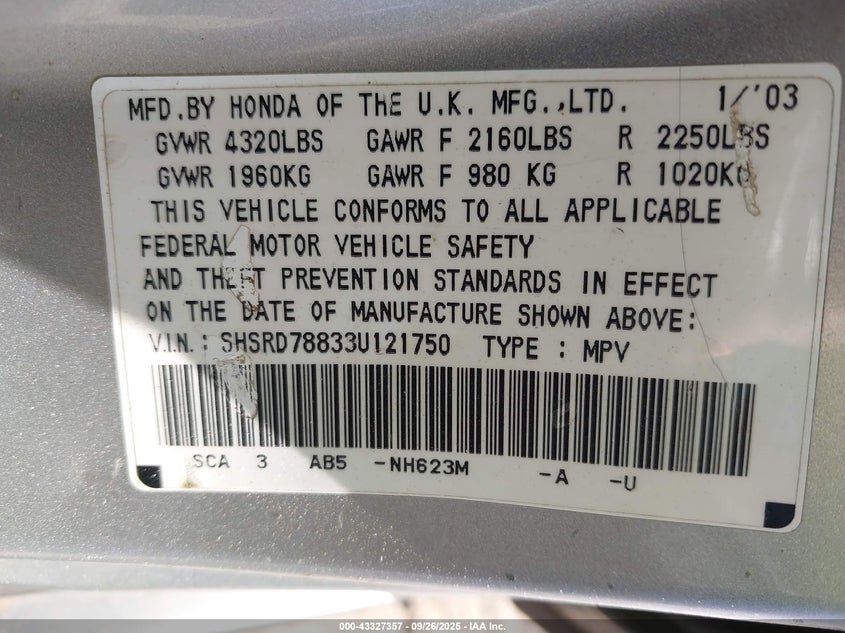 MFD.BY HONDA OF THE U.K. MFG.,LTD. 1/'03
GVWR 4320LBS GAWR F 2160LBS R 2250LBS
GVWR 1960KG GAWR F 980 KG R 1020KG
THIS VEHICLE CONFORMS TO ALL APPLICABLE
FEDERAL MOTOR VEHICLE SAFETY
AND THEFT PREVENTION STANDARDS IN EFFECT
ON THE DATE OF MANUFACTURE SHOWN ABOVE:
V.I.N.: SHSRD78833U121750 TYPE : MPV
SCA 3 AB5 -NH623M -A -U
000-43327357 - 09/26/2025 - IAA Inc.